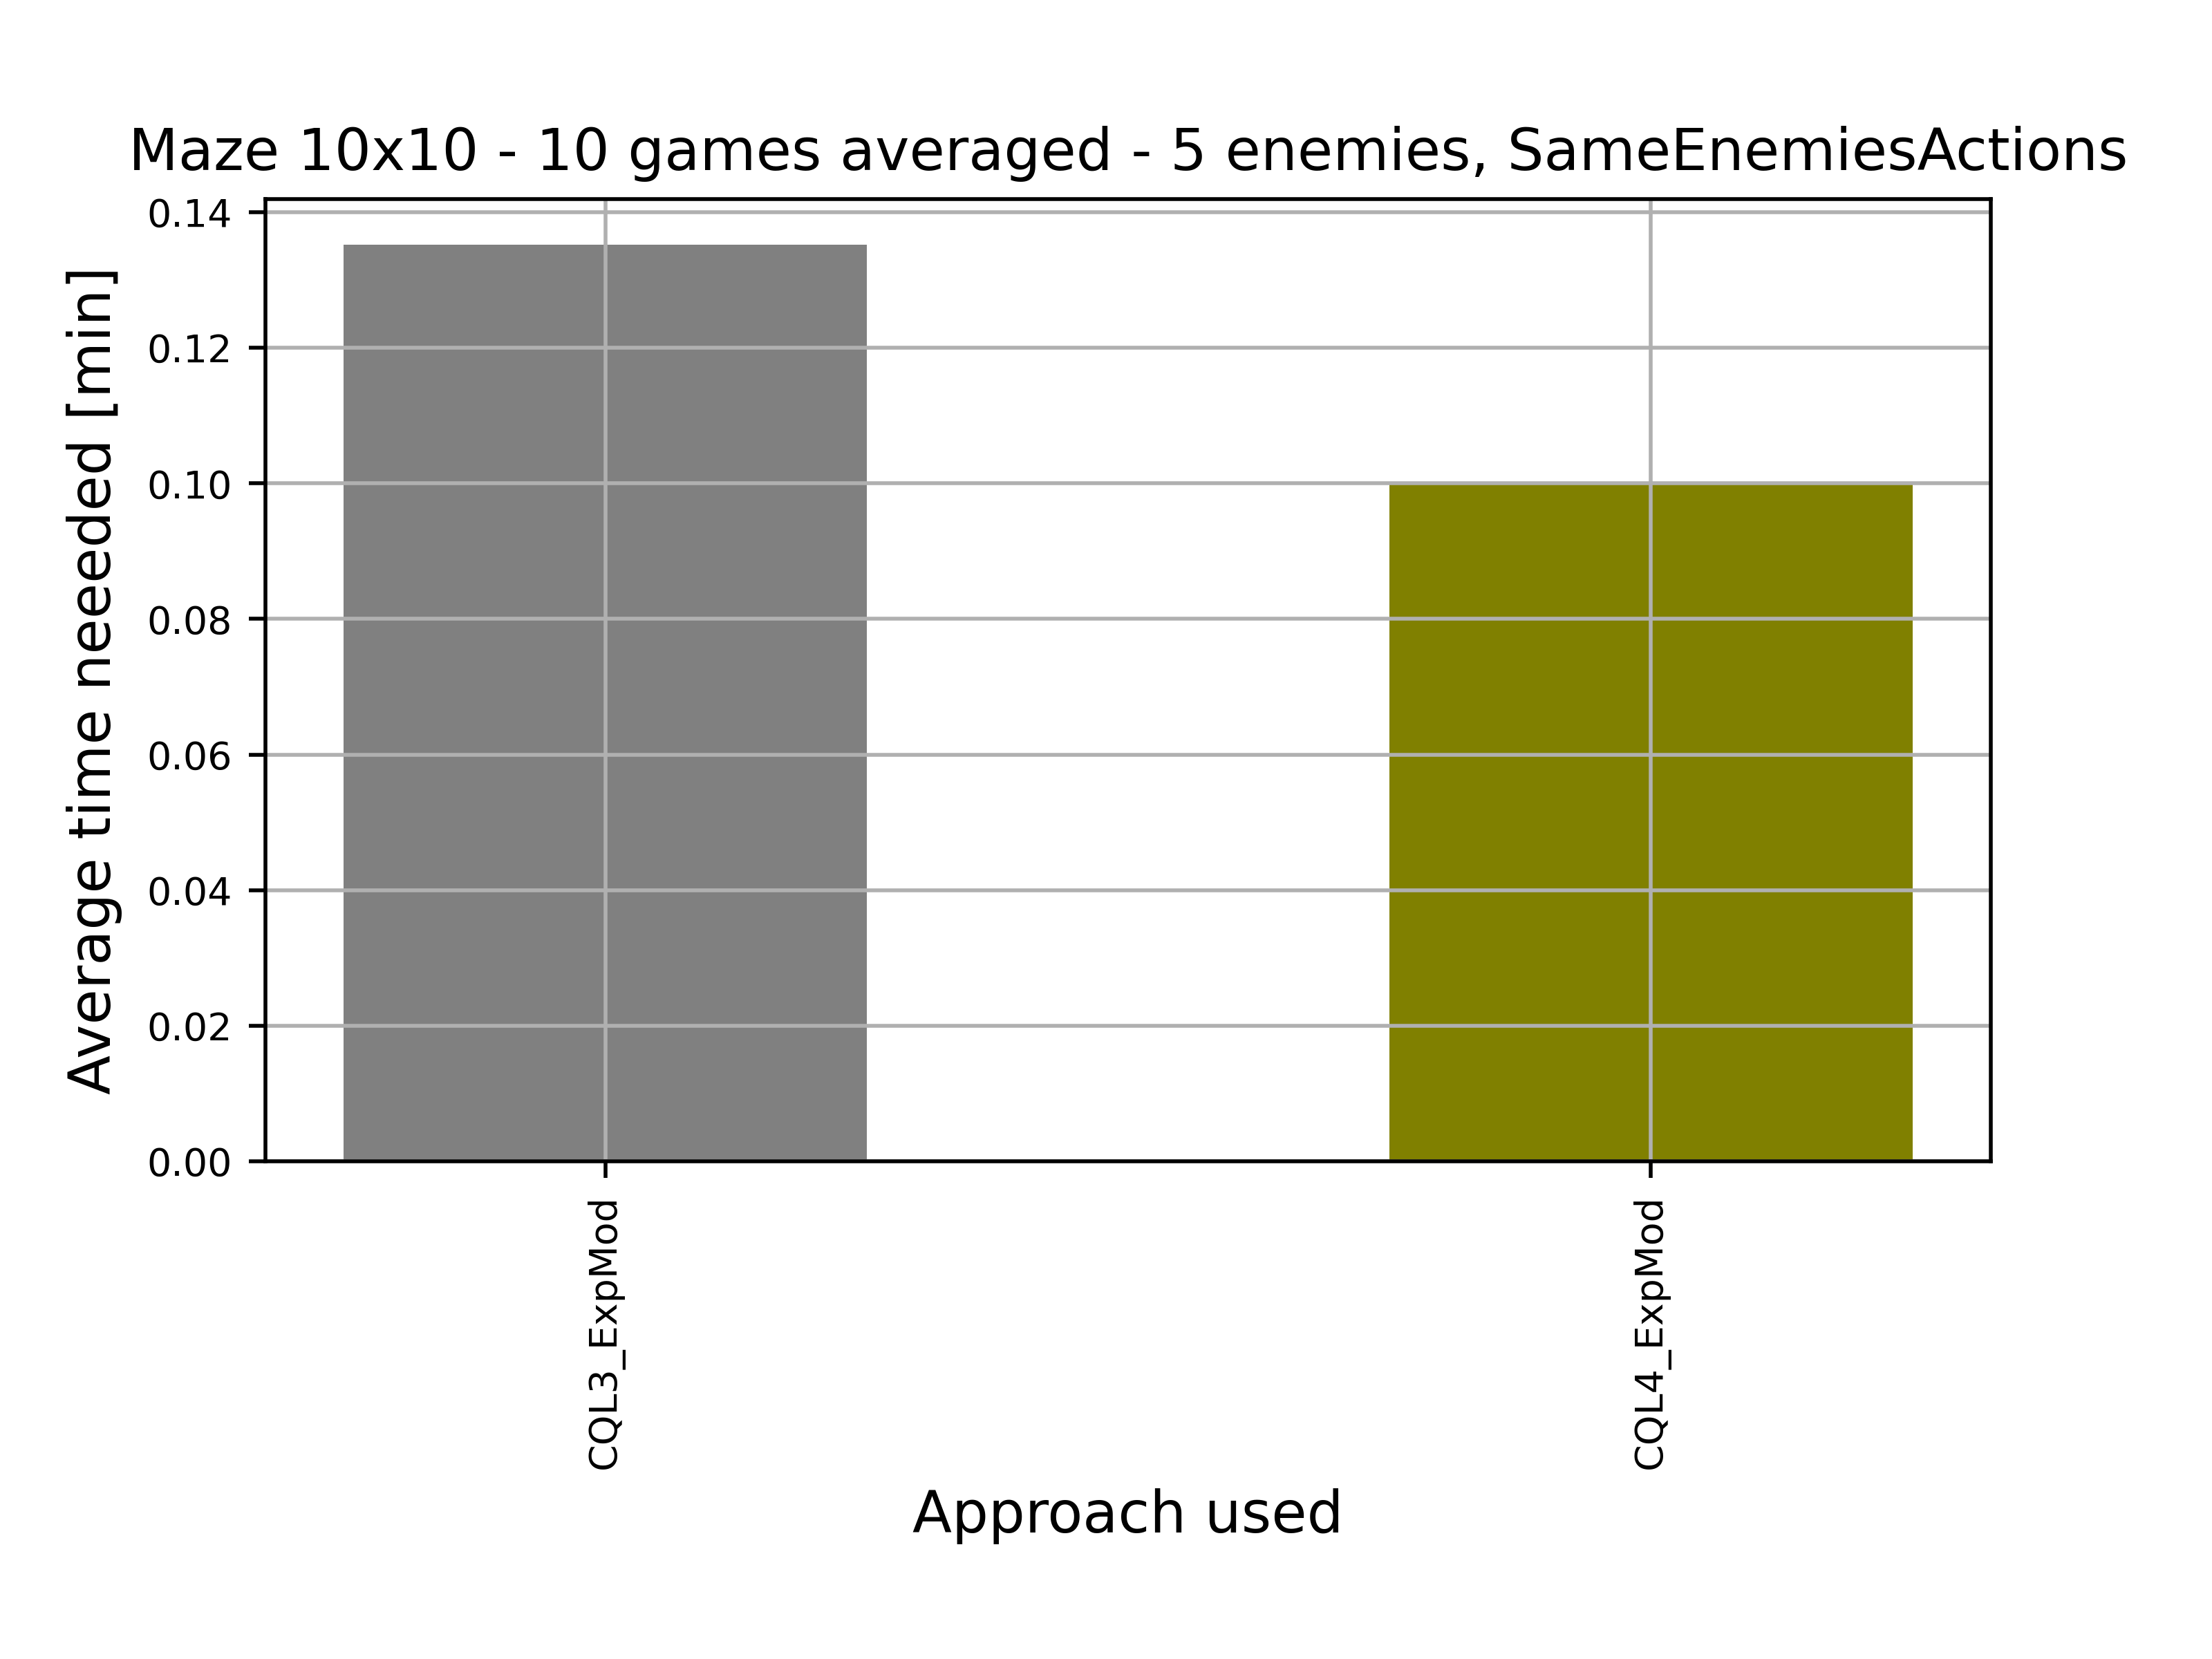 Maze 10x10 - 10 games averaged - 5 enemies, SameEnemiesActions
Average time needed [min]
0.14
0.12
0.10
0.08
0.06
0.04
0.02
0.00
CQL3_ExpMod
CQL4_ExpMod
Approach used